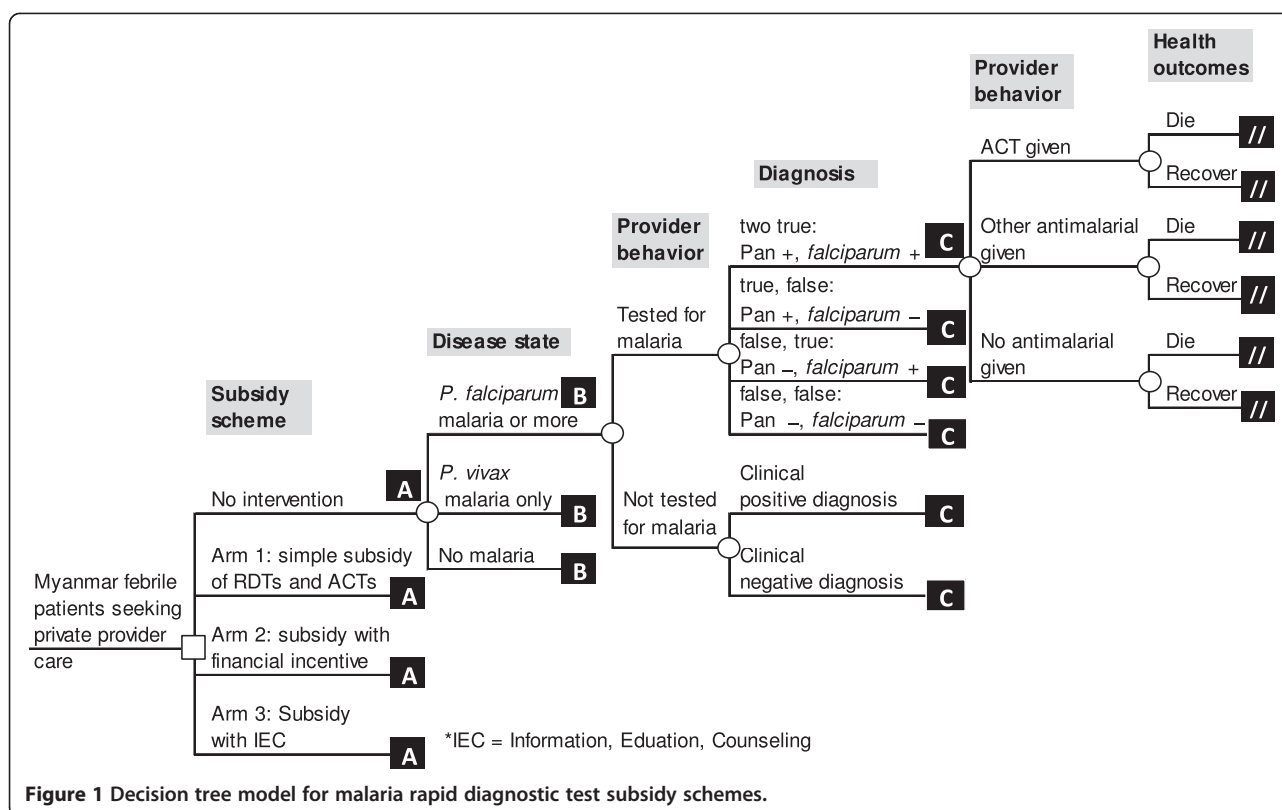 Health
outcomes
Provider
behavior
Die
//
ACT given
Recover
//
Diagnosis
Provider
behavior
two true:
Pan +, falciparum +
C
Other antimalarial
given
Die
//
Recover
//
true, false:
Pan +, falciparum –
C
Tested for
malaria
false, true:
Pan –, falciparum +
C
No antimalarial
given
Die
//
Recover
//
false, false:
Pan –, falciparum –
C
Disease state
P. falciparum
malaria or more
B
Subsidy
scheme
P. vivax
malaria only
B
Not tested
for malaria
Clinical
positive diagnosis
C
No intervention
A
No malaria
B
Clinical
negative diagnosis
C
Arm 1: simple subsidy
of RDTs and ACTs
A
Myanmar febrile
patients seeking
private provider
care
Arm 2: subsidy with
financial incentive
A
Arm 3: Subsidy
with IEC
A
*IEC = Information, Eduation, Counseling
Figure 1 Decision tree model for malaria rapid diagnostic test subsidy schemes.